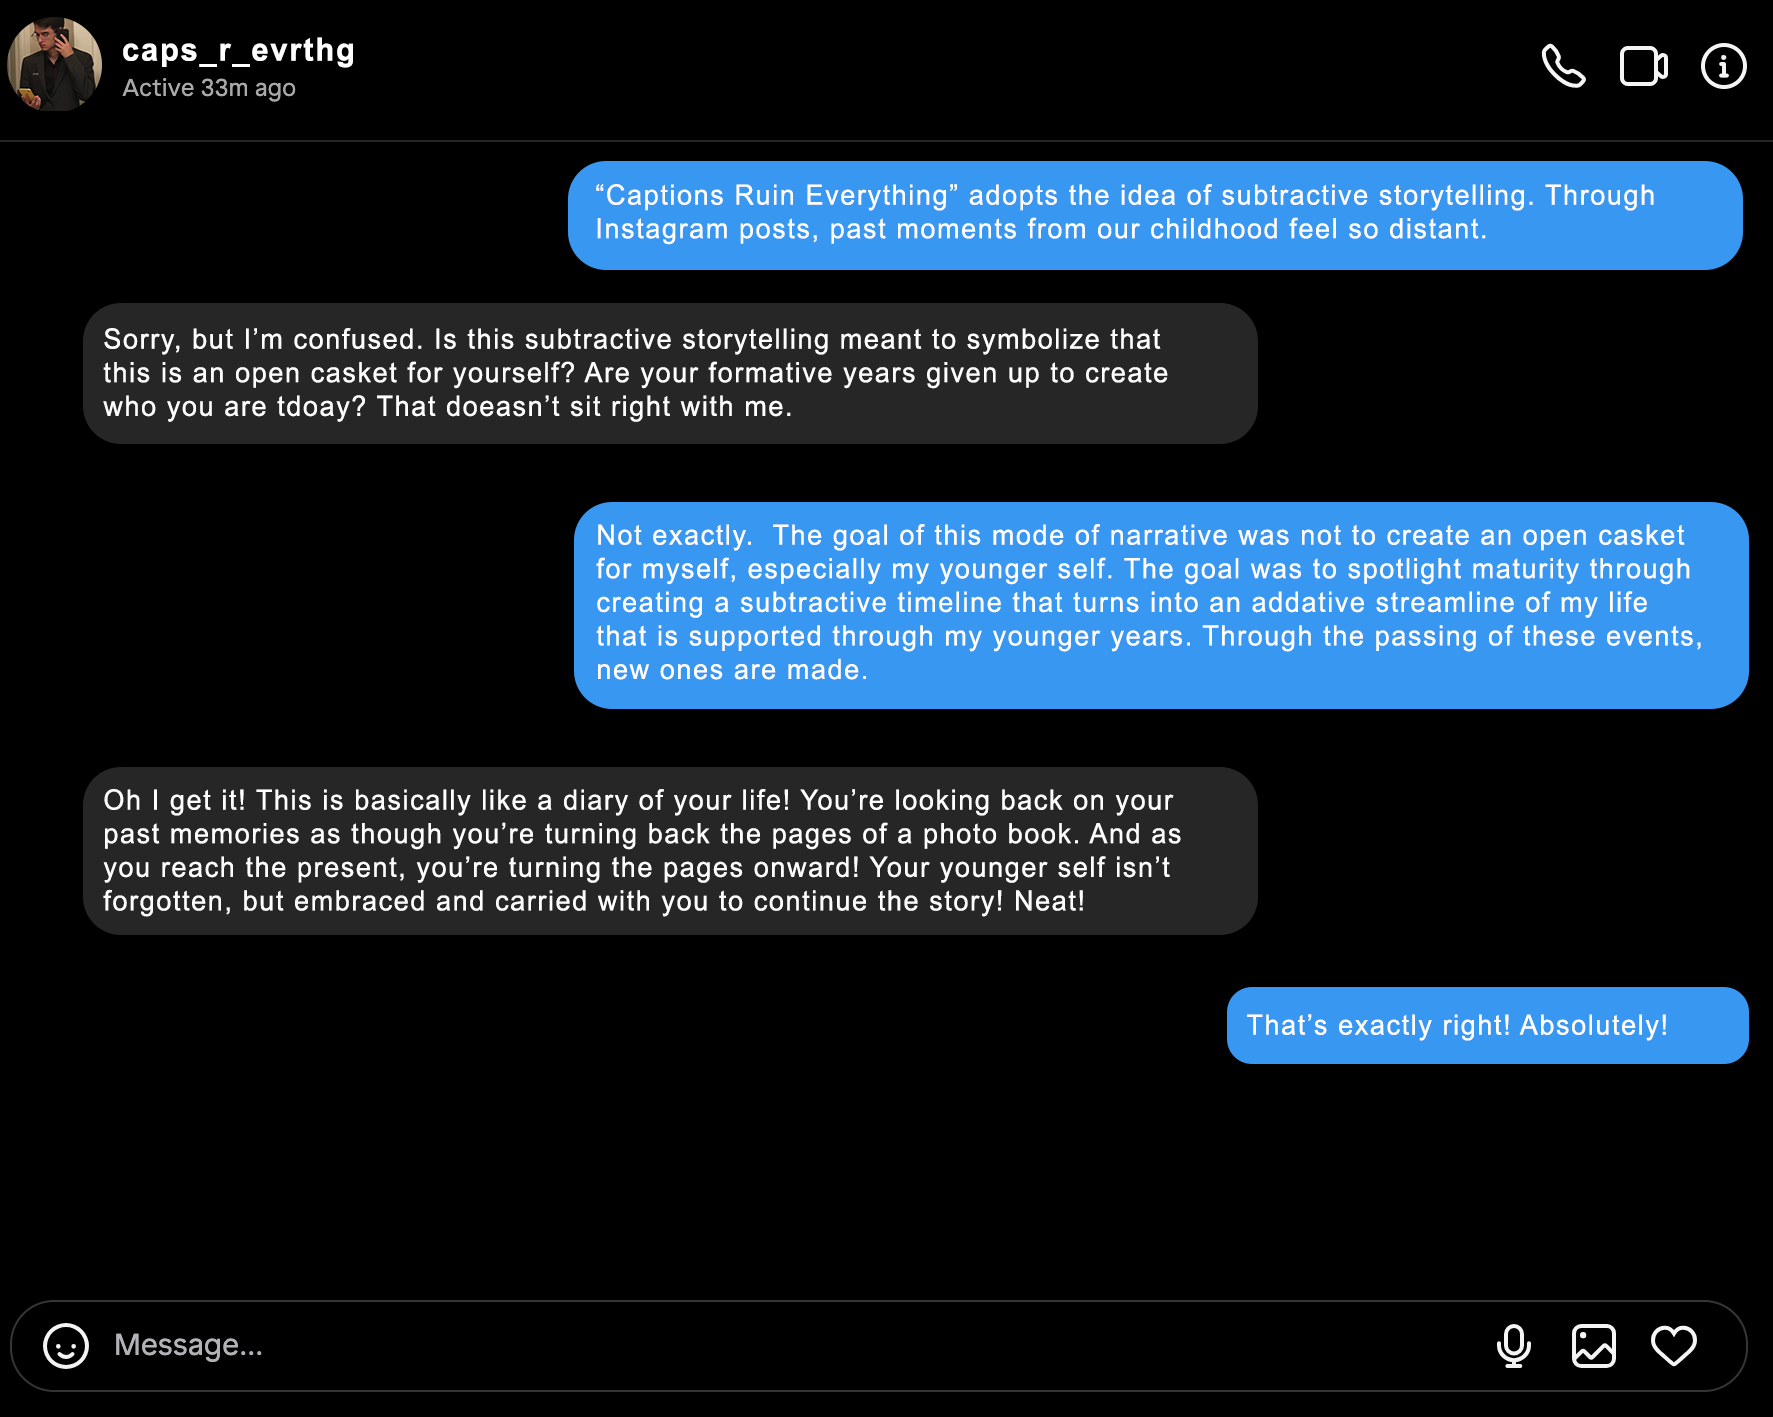 caps_r_evrthg
Active 33m ago
“Captions Ruin Everything” adopts the idea of subtractive storytelling. Through
Instagram posts, past moments from our childhood feel so distant.
Sorry, but I’m confused. Is this subtractive storytelling meant to symbolize that
this is an open casket for yourself? Are your formative years given up to create
who you are tdoay? That doeasn’t sit right with me.
Not exactly.  The goal of this mode of narrative was not to create an open casket
for myself, especially my younger self. The goal was to spotlight maturity through
creating a subtractive timeline that turns into an addative streamline of my life
that is supported through my younger years. Through the passing of these events,
new ones are made.
Oh I get it! This is basically like a diary of your life! You’re looking back on your
past memories as though you’re turning back the pages of a photo book. And as
you reach the present, you’re turning the pages onward! Your younger self isn’t
forgotten, but embraced and carried with you to continue the story! Neat!
That’s exactly right! Absolutely!
Message...